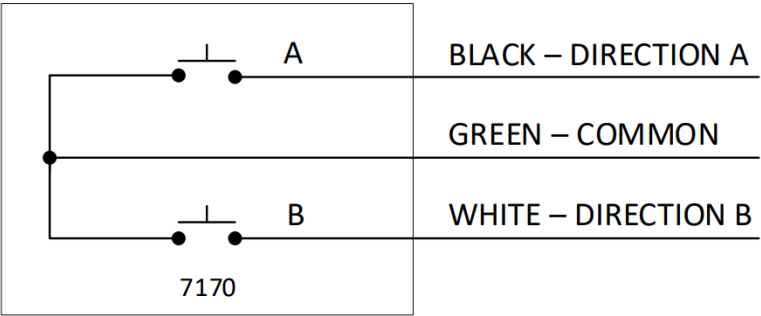 A
BLACK – DIRECTION A
GREEN – COMMON
B
WHITE – DIRECTION B
7170